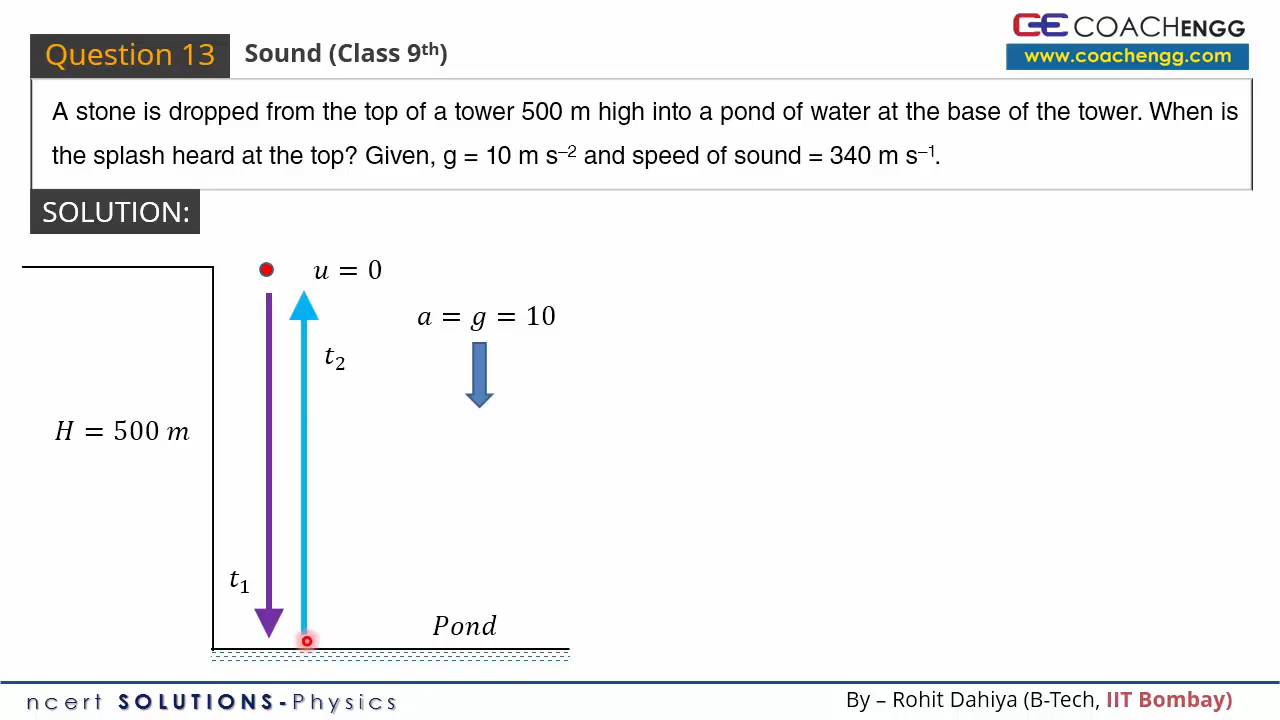 CE COACHENGG
www.coachengg.com
Question 13
Sound (Class 9th)
A stone is dropped from the top of a tower 500 m high into a pond of water at the base of the tower. When is
the splash heard at the top? Given, g = 10 m s⁻² and speed of sound = 340 m s⁻¹.
SOLUTION:
u = 0
a = g = 10
t₂
H = 500 m
t₁
Pond
ncert SOLUTIONS-Physics
By – Rohit Dahiya (B-Tech, IIT Bombay)